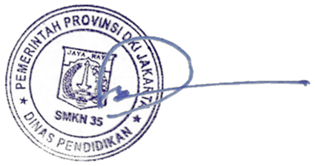 PEMERINTAH PROVINSI DKI JAKARTA
JAYA RAYA
SMKN 35
★ DINAS PENDIDIKAN ★